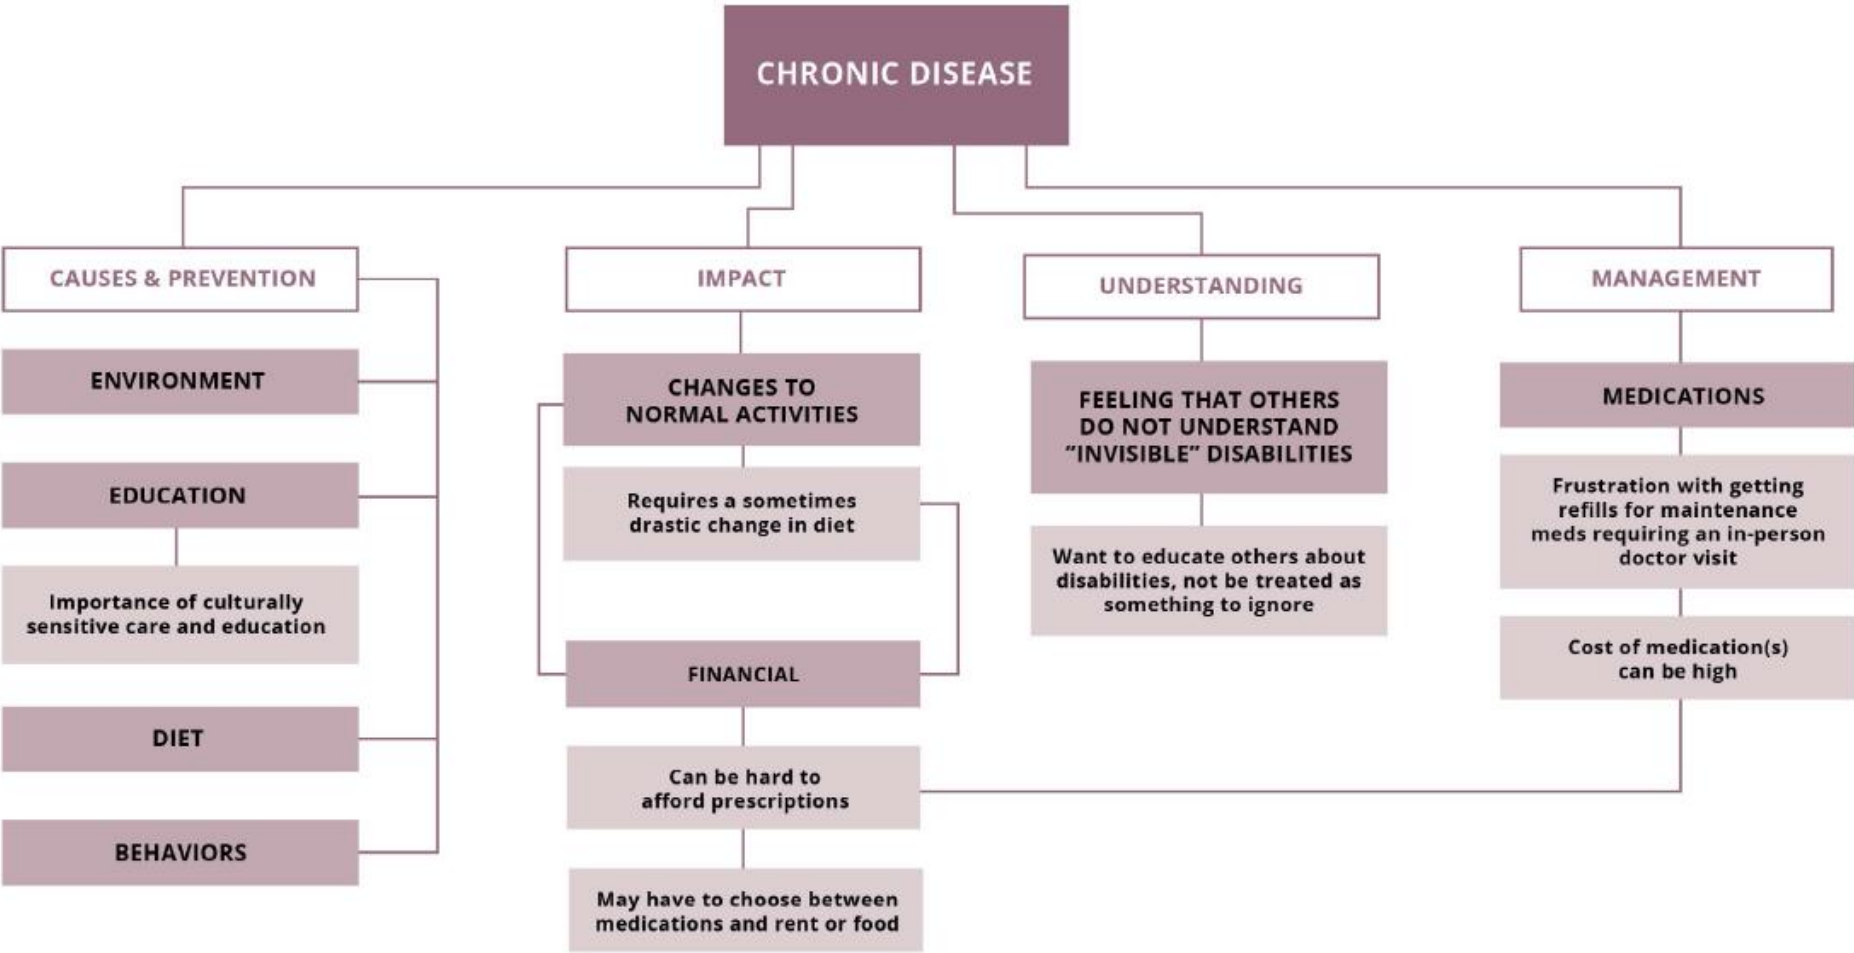 CHRONIC DISEASE
CAUSES & PREVENTION
ENVIRONMENT
EDUCATION
Importance of culturally
sensitive care and education
DIET
BEHAVIORS
IMPACT
CHANGES TO
NORMAL ACTIVITIES
Requires a sometimes
drastic change in diet
FINANCIAL
Can be hard to
afford prescriptions
May have to choose between
medications and rent or food
UNDERSTANDING
FEELING THAT OTHERS
DO NOT UNDERSTAND
“INVISIBLE” DISABILITIES
Want to educate others about
disabilities, not be treated as
something to ignore
MANAGEMENT
MEDICATIONS
Frustration with getting
refills for maintenance
meds requiring an in-person
doctor visit
Cost of medication(s)
can be high